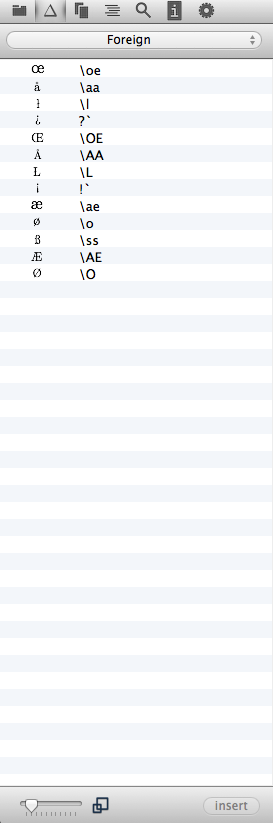 Foreign
œ \oe
å \aa
ł \l
¿ ?`
Œ \OE
Å \AA
Ł \L
¡ !`
æ \ae
ø \o
ß \ss
Æ \AE
Ø \O
insert